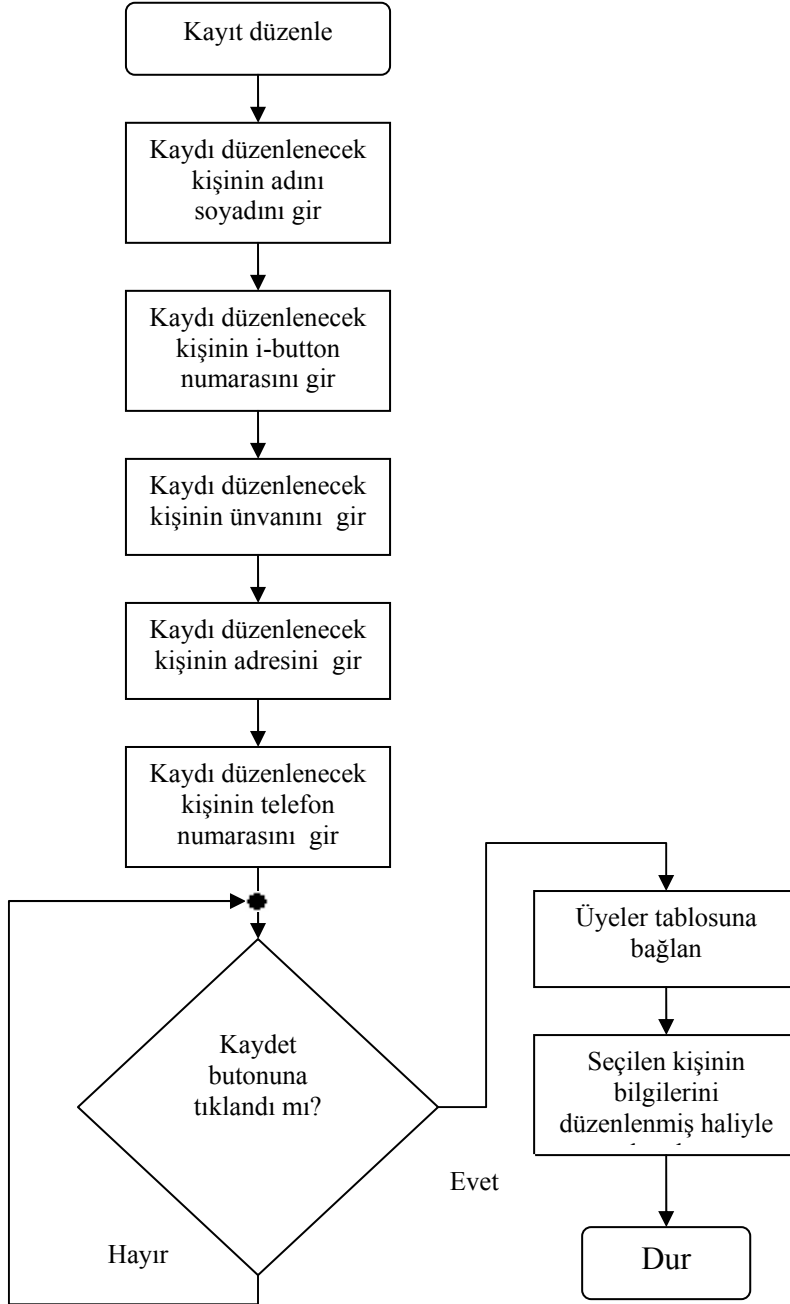 Kayıt düzenle
Kaydı düzenlenecek
kişinin adını
soyadını gir
Kaydı düzenlenecek
kişinin i-button
numarasını gir
Kaydı düzenlenecek
kişinin ünvanını gir
Kaydı düzenlenecek
kişinin adresini gir
Kaydı düzenlenecek
kişinin telefon
numarasını gir
Kaydet
butonuna
tıklandı mı?
Hayır
Evet
Üyeler tablosuna
bağlan
Seçilen kişinin
bilgilerini
düzenlenmiş haliyle
Dur